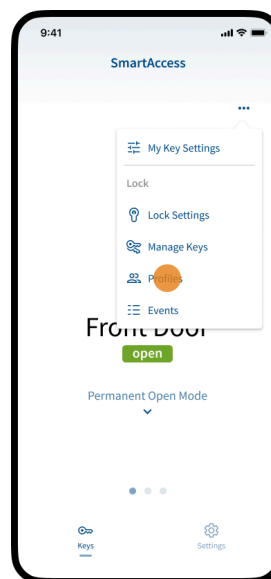 9:41
SmartAccess
My Key Settings
Lock
Lock Settings
Manage Keys
Profiles
Events
Front Door
open
Permanent Open Mode
Keys
Settings